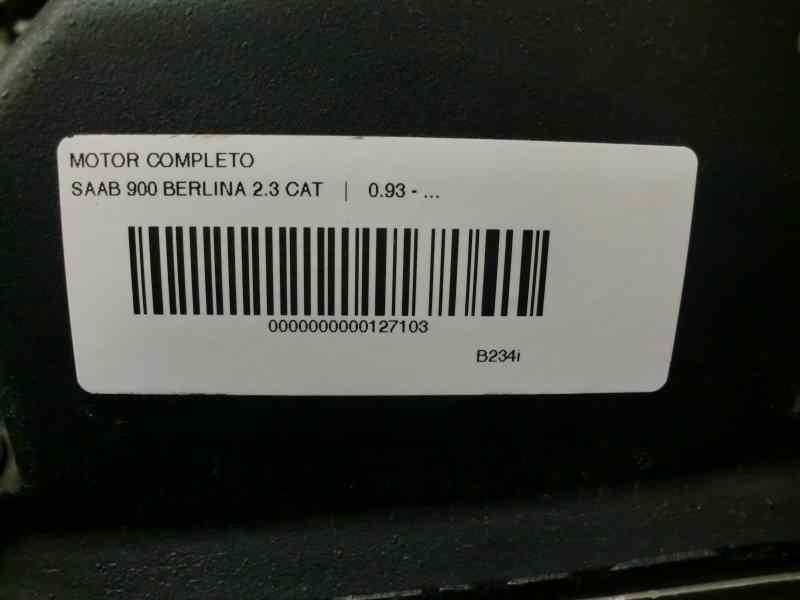 MOTOR COMPLETO
SAAB 900 BERLINA 2.3 CAT | 0.93 - ...
0000000000127103
B234i